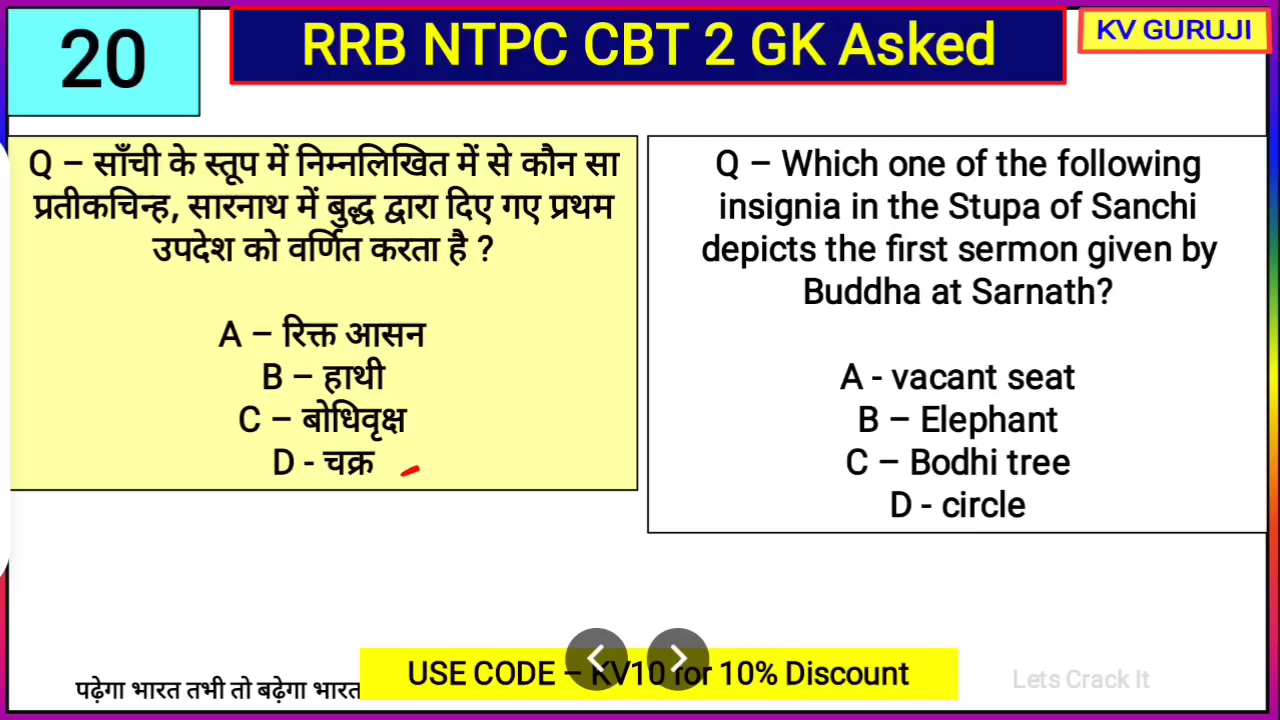 20
RRB NTPC CBT 2 GK Asked
KV GURUJI
Q – साँची के स्तूप में निम्नलिखित में से कौन सा
प्रतीकचिन्ह, सारनाथ में बुद्ध द्वारा दिए गए प्रथम
उपदेश को वर्णित करता है ?
A – रिक्त आसन
B – हाथी
C – बोधिवृक्ष
D - चक्र
Q – Which one of the following
insignia in the Stupa of Sanchi
depicts the first sermon given by
Buddha at Sarnath?
A - vacant seat
B – Elephant
C – Bodhi tree
D - circle
USE CODE – KV10 for 10% Discount
पढ़ेगा भारत तभी तो बढ़ेगा भारत
Lets Crack It